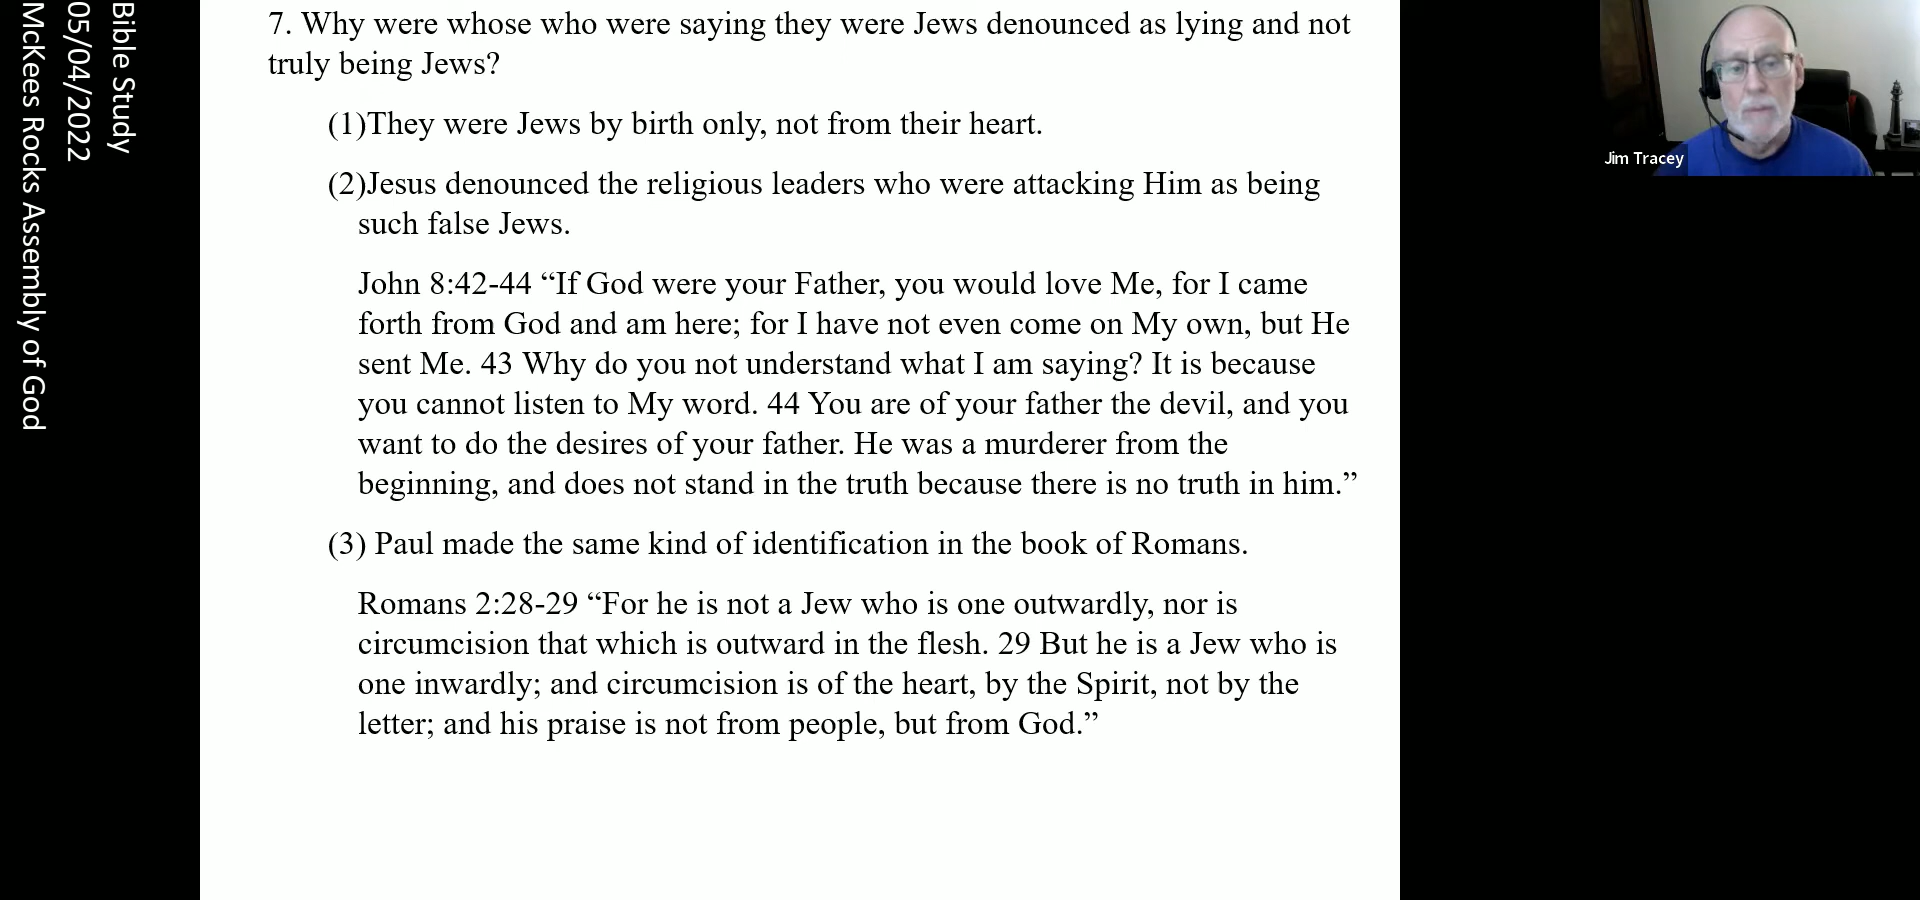 Bible Study
05/04/2022
McKees Rocks Assembly of God
7. Why were whose who were saying they were Jews denounced as lying and not
truly being Jews?
(1)They were Jews by birth only, not from their heart.
(2)Jesus denounced the religious leaders who were attacking Him as being
such false Jews.
John 8:42-44 “If God were your Father, you would love Me, for I came
forth from God and am here; for I have not even come on My own, but He
sent Me. 43 Why do you not understand what I am saying? It is because
you cannot listen to My word. 44 You are of your father the devil, and you
want to do the desires of your father. He was a murderer from the
beginning, and does not stand in the truth because there is no truth in him.”
(3) Paul made the same kind of identification in the book of Romans.
Romans 2:28-29 “For he is not a Jew who is one outwardly, nor is
circumcision that which is outward in the flesh. 29 But he is a Jew who is
one inwardly; and circumcision is of the heart, by the Spirit, not by the
letter; and his praise is not from people, but from God.”
Jim Tracey